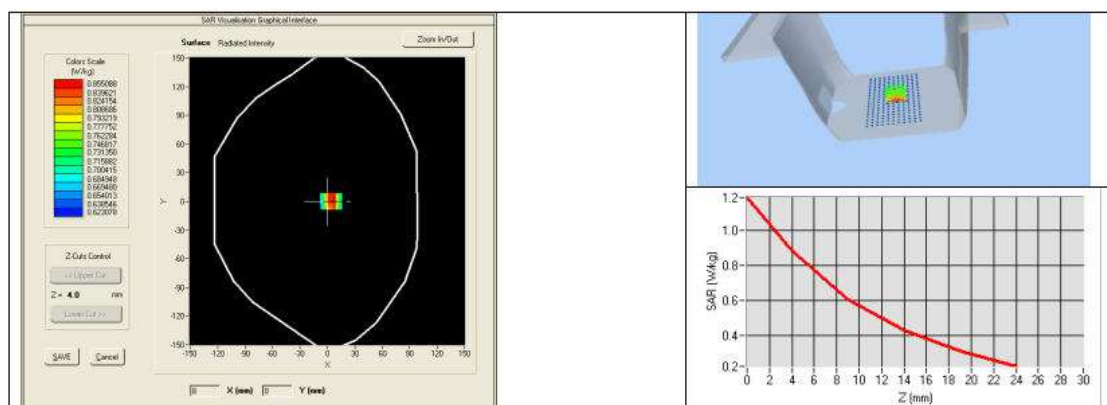 SAR Visualisation Graphical Interface
Surface Radiated Intensity
Zoom In/Out
Colors Scale
(W/kg)
0.855088
0.839621
0.824154
0.808686
0.793219
0.777752
0.762284
0.746817
0.731350
0.715882
0.700415
0.684948
0.669480
0.654013
0.638546
0.623078
Z-Cuts Control
<< Upper Cut
Z = 4.0 mm
Lower Cut >>
SAVE Cancel
150
120
90
60
30
0
-30
-60
-90
-120
-150
Y
-150 -120 -90 -60 -30 0 30 60 90 120 150
X
X (mm) 0 Y (mm)
1.2
1.0
0.8
0.6
0.4
0.2
SAR (W/kg)
0 2 4 6 8 10 12 14 16 18 20 22 24 26 28 30
Z (mm)